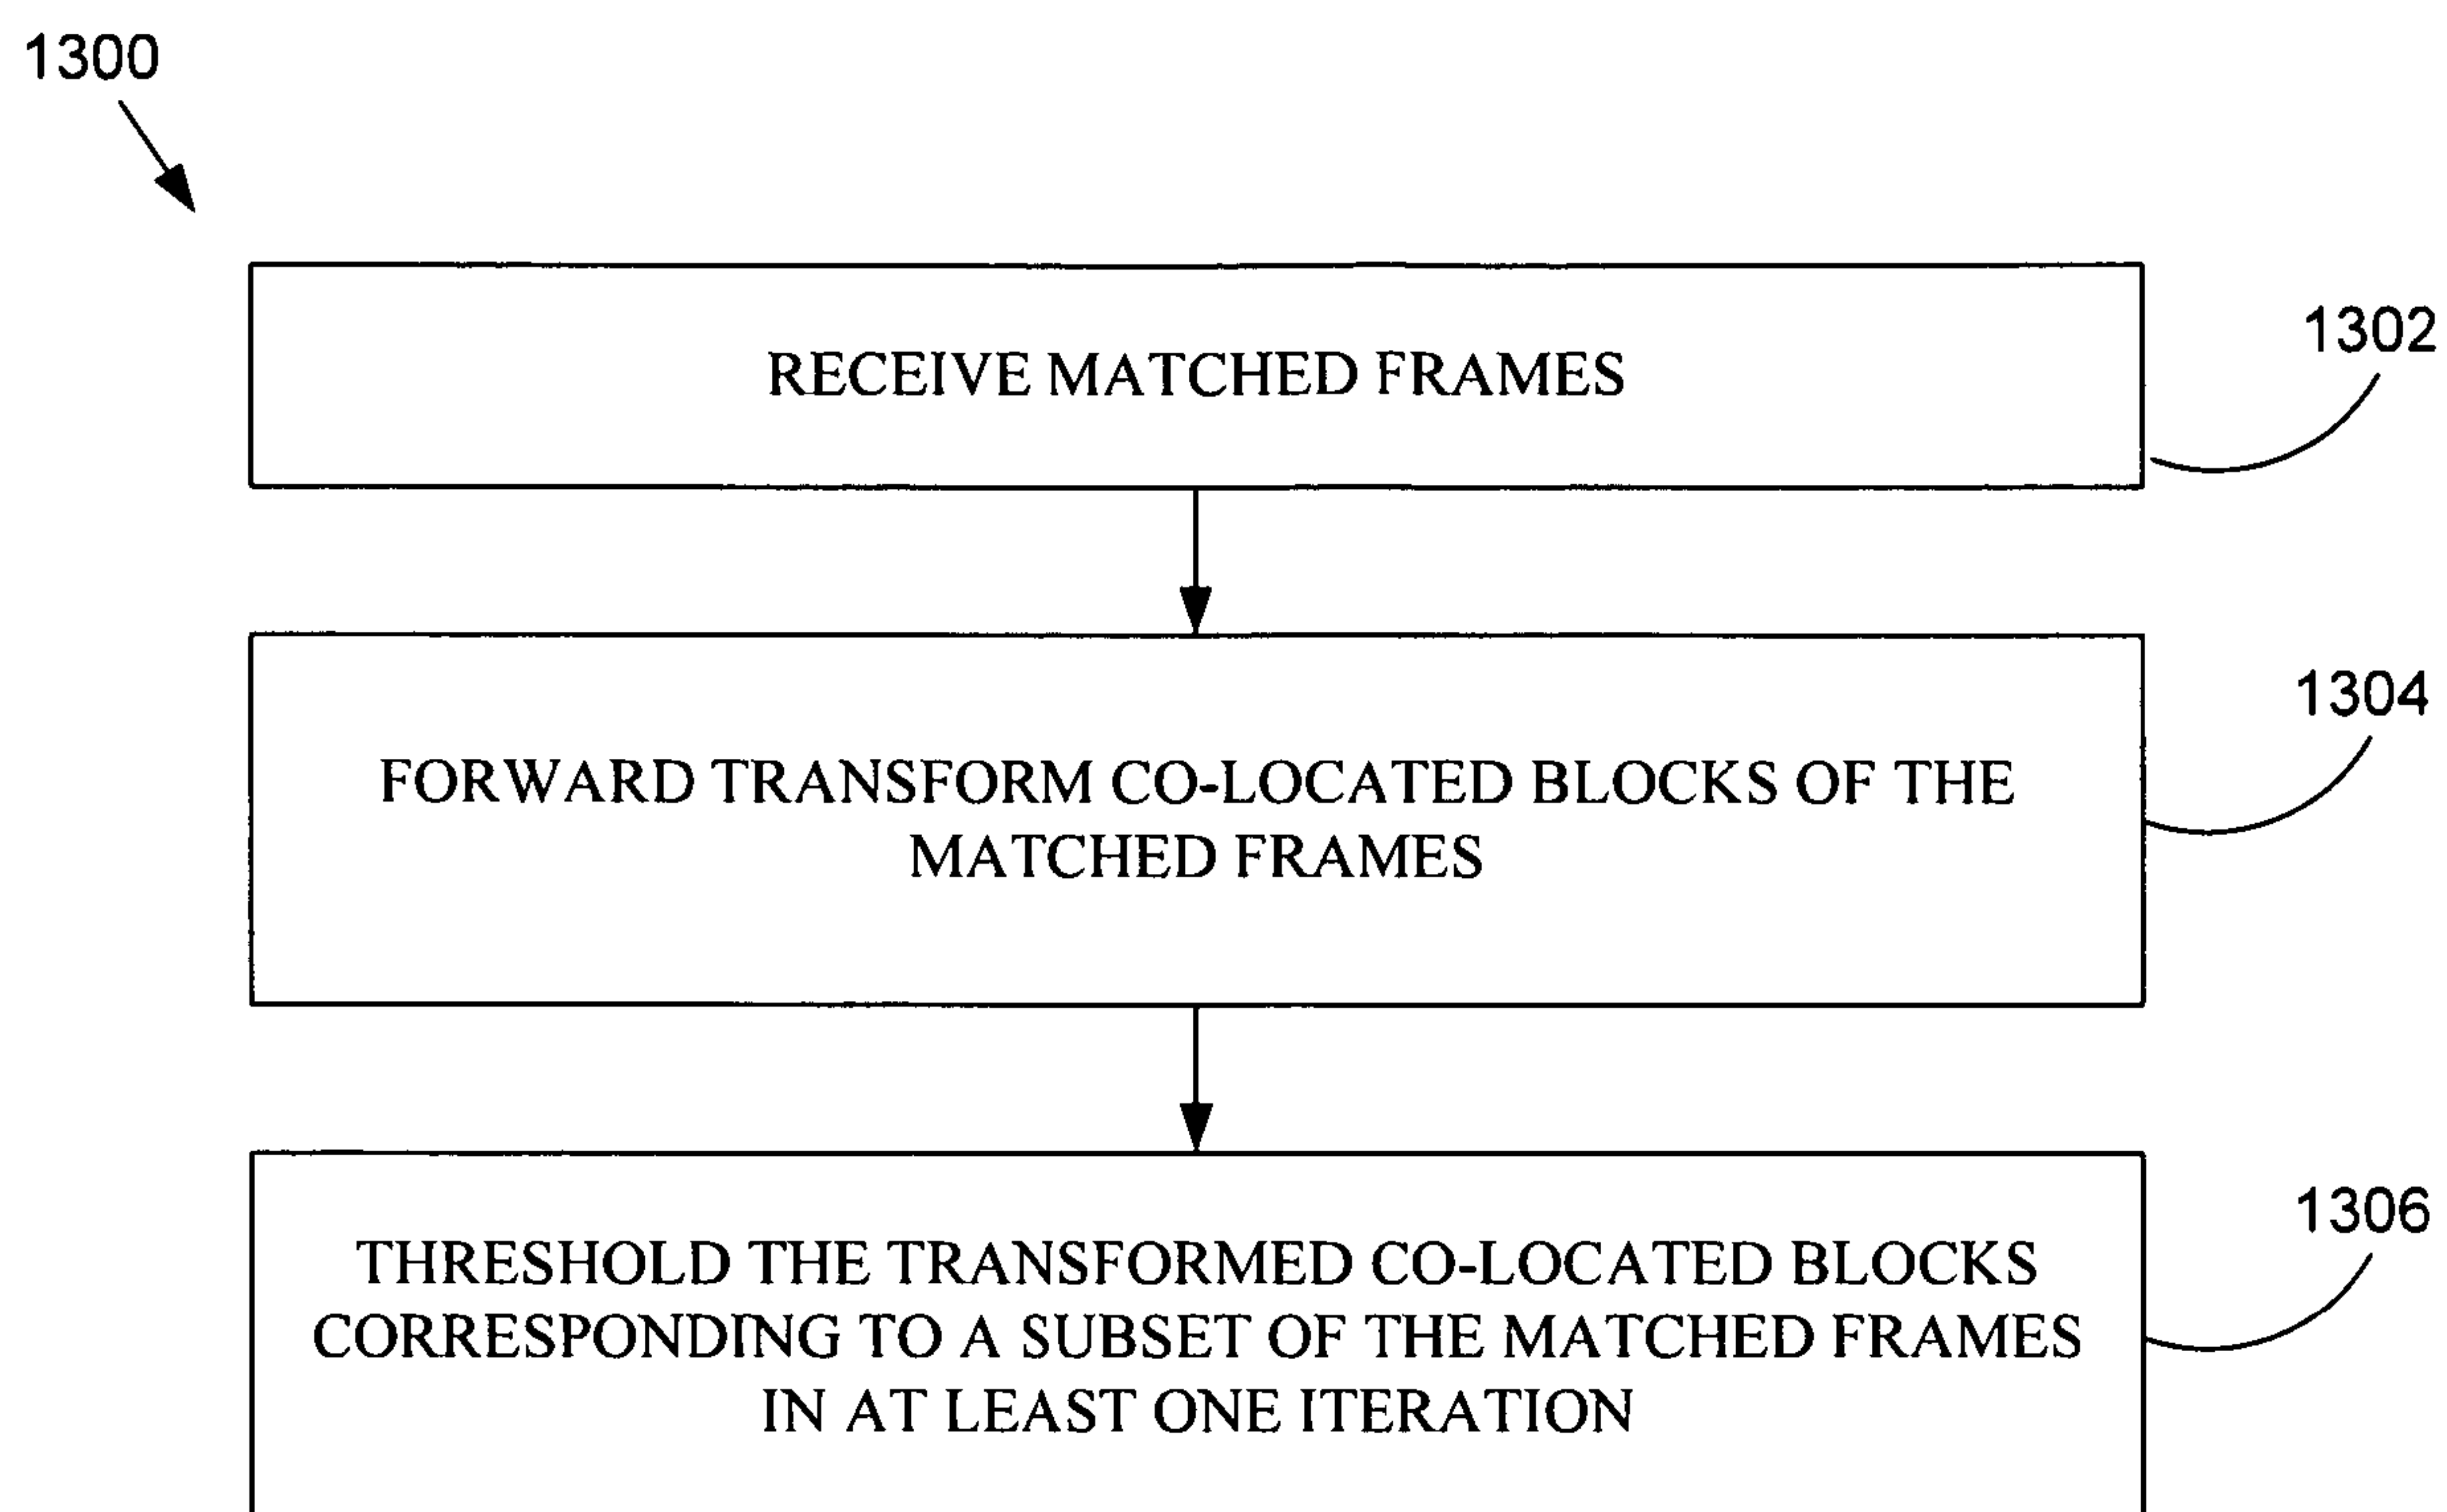 1300
RECEIVE MATCHED FRAMES
1302
FORWARD TRANSFORM CO-LOCATED BLOCKS OF THE
MATCHED FRAMES
1304
THRESHOLD THE TRANSFORMED CO-LOCATED BLOCKS
CORRESPONDING TO A SUBSET OF THE MATCHED FRAMES
IN AT LEAST ONE ITERATION
1306